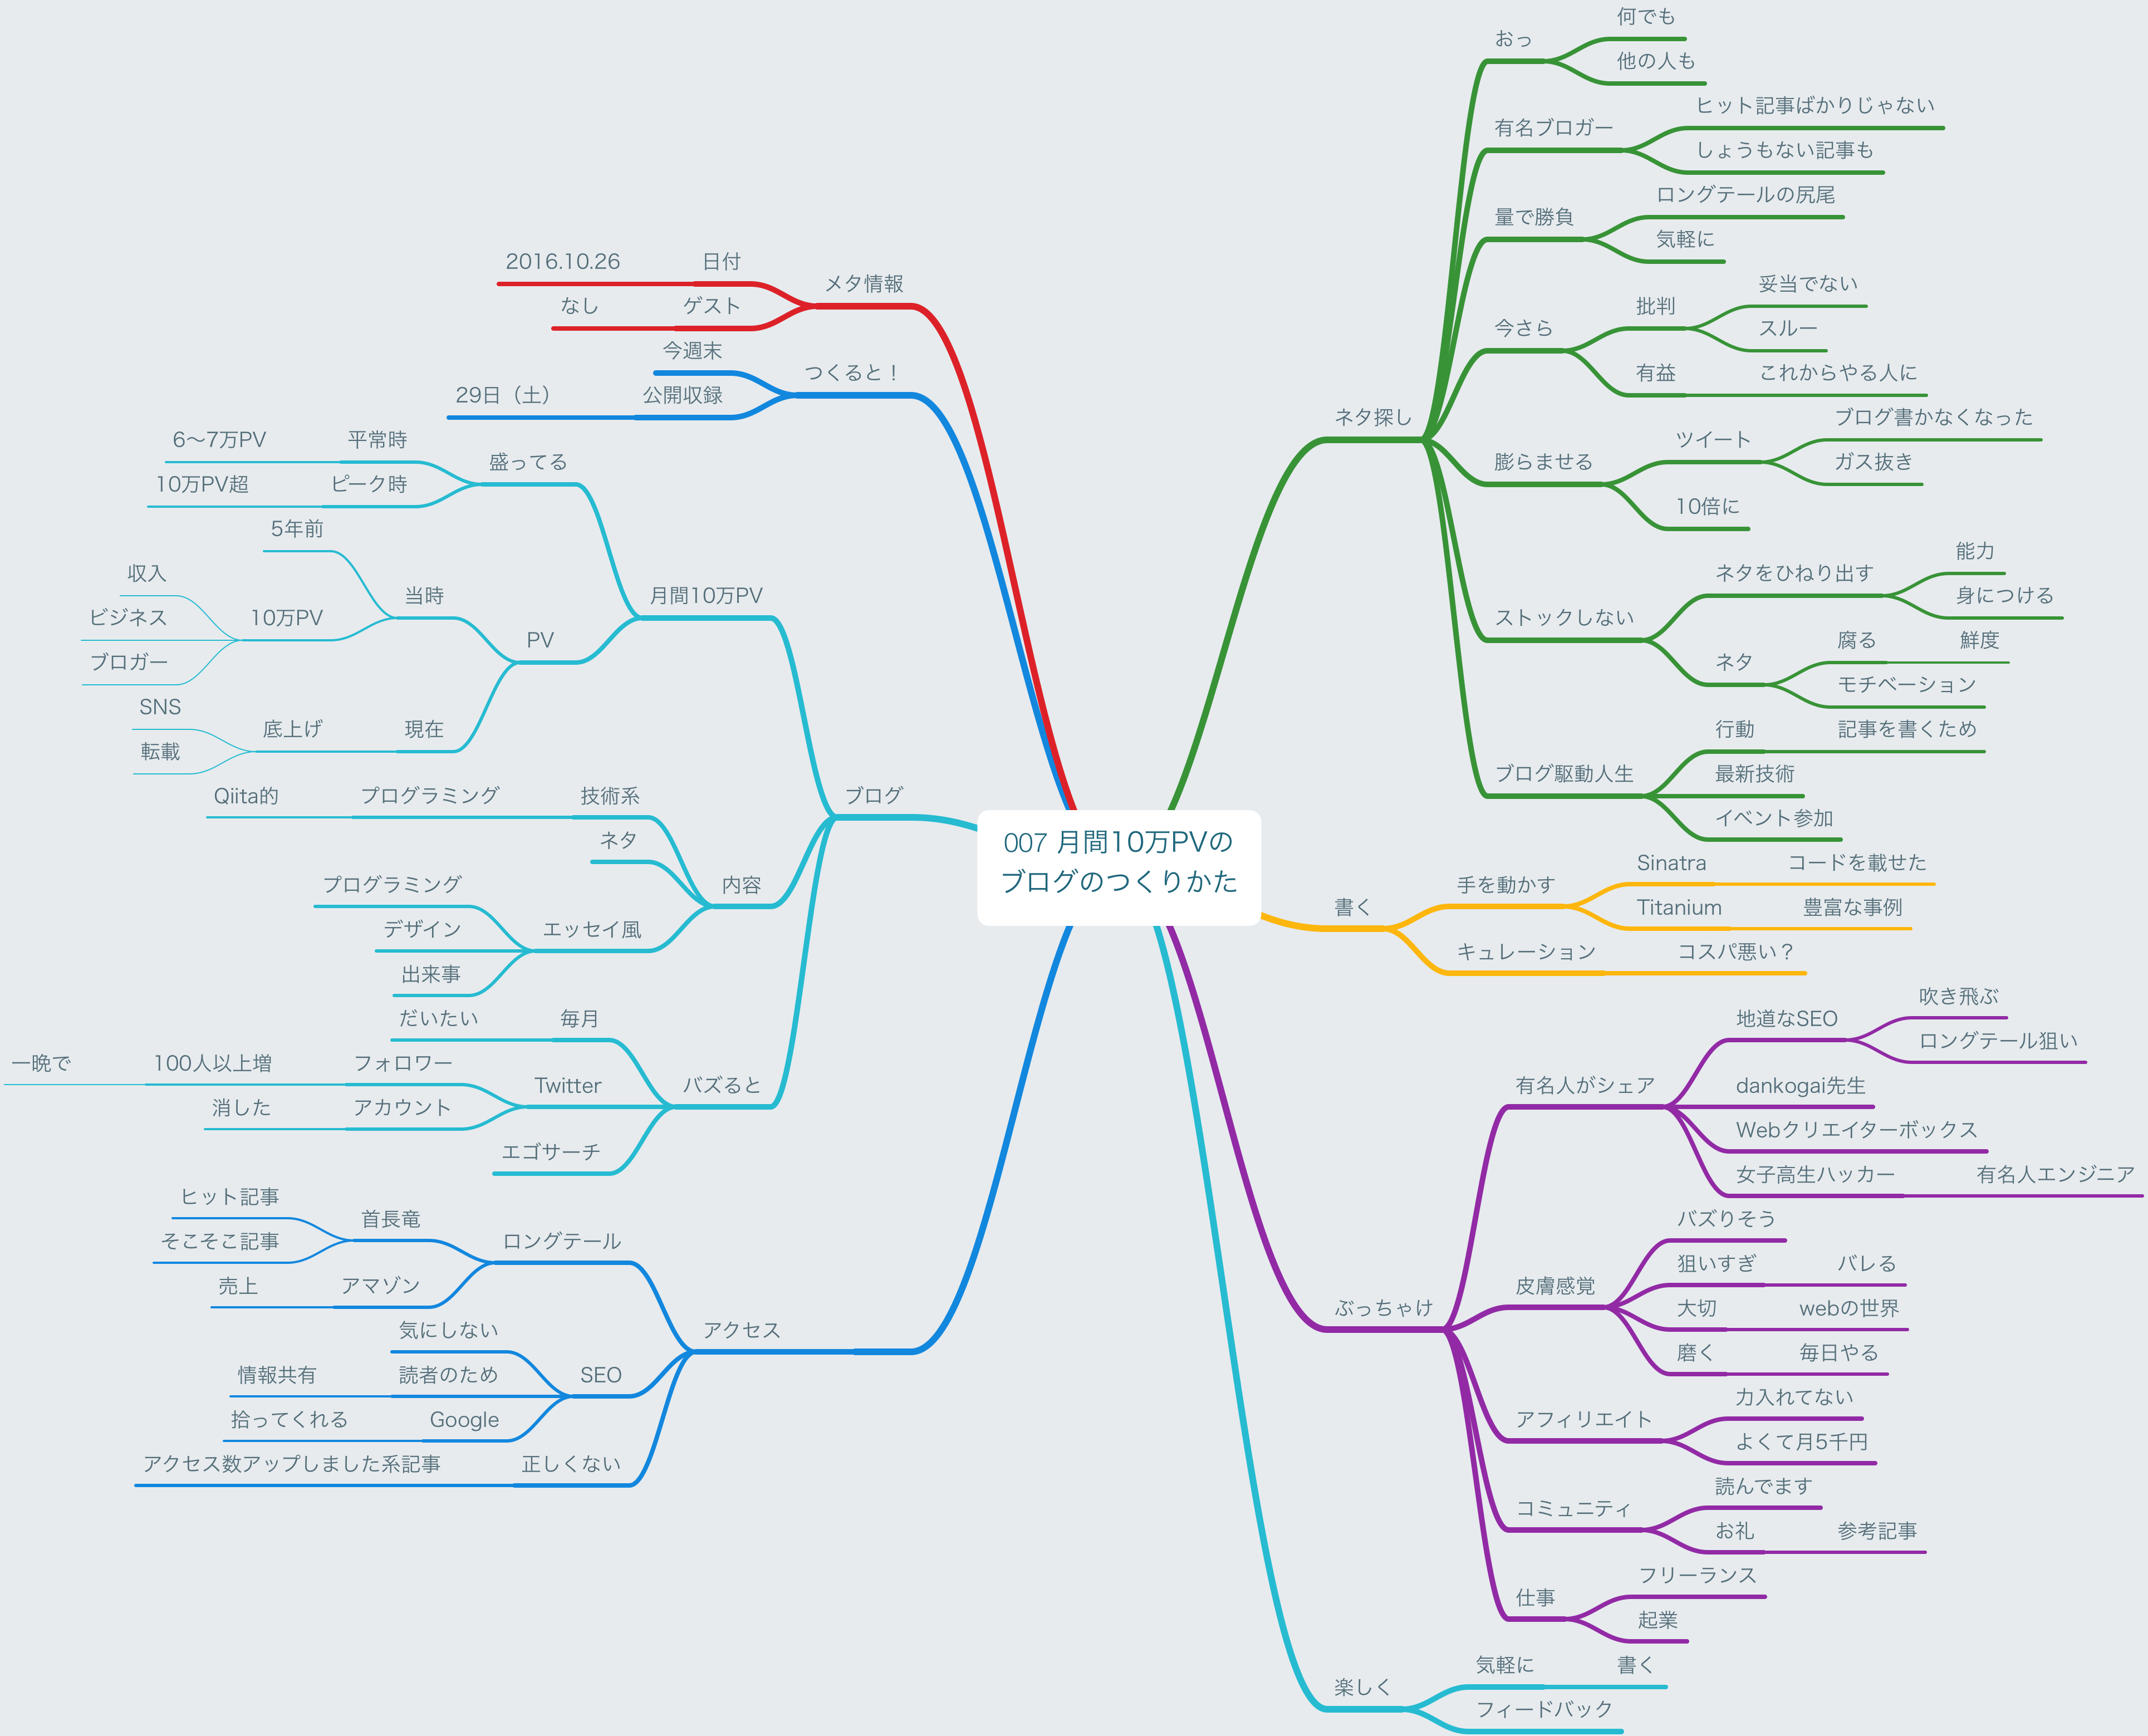 007 月間10万PVの
ブログのつくりかた
メタ情報
日付
2016.10.26
ゲスト
なし
つくると！
今週末
公開収録
29日（土）
ブログ
月間10万PV
盛ってる
平常時
6〜7万PV
ピーク時
10万PV超
PV
当時
5年前
10万PV
収入
ビジネス
ブロガー
現在
底上げ
SNS
転載
内容
技術系
プログラミング
Qiita的
ネタ
エッセイ風
プログラミング
デザイン
出来事
バズると
毎月
だいたい
Twitter
フォロワー
100人以上増
一晩で
アカウント
消した
エゴサーチ
アクセス
ロングテール
首長竜
ヒット記事
そこそこ記事
アマゾン
売上
SEO
気にしない
読者のため
情報共有
Google
拾ってくれる
正しくない
アクセス数アップしました系記事
ネタ探し
おっ
何でも
他の人も
有名ブロガー
ヒット記事ばかりじゃない
しょうもない記事も
量で勝負
ロングテールの尻尾
気軽に
今さら
批判
妥当でない
スルー
有益
これからやる人に
膨らませる
ツイート
ブログ書かなくなった
ガス抜き
10倍に
ストックしない
ネタをひねり出す
能力
身につける
ネタ
腐る
鮮度
モチベーション
ブログ駆動人生
行動
記事を書くため
最新技術
イベント参加
書く
手を動かす
Sinatra
コードを載せた
Titanium
豊富な事例
キュレーション
コスパ悪い？
ぶっちゃけ
有名人がシェア
地道なSEO
吹き飛ぶ
ロングテール狙い
dankogai先生
Webクリエイターボックス
女子高生ハッカー
有名人エンジニア
皮膚感覚
バズりそう
狙いすぎ
バレる
大切
webの世界
磨く
毎日やる
アフィリエイト
力入れてない
よくて月5千円
コミュニティ
読んでます
お礼
参考記事
仕事
フリーランス
起業
楽しく
気軽に
書く
フィードバック